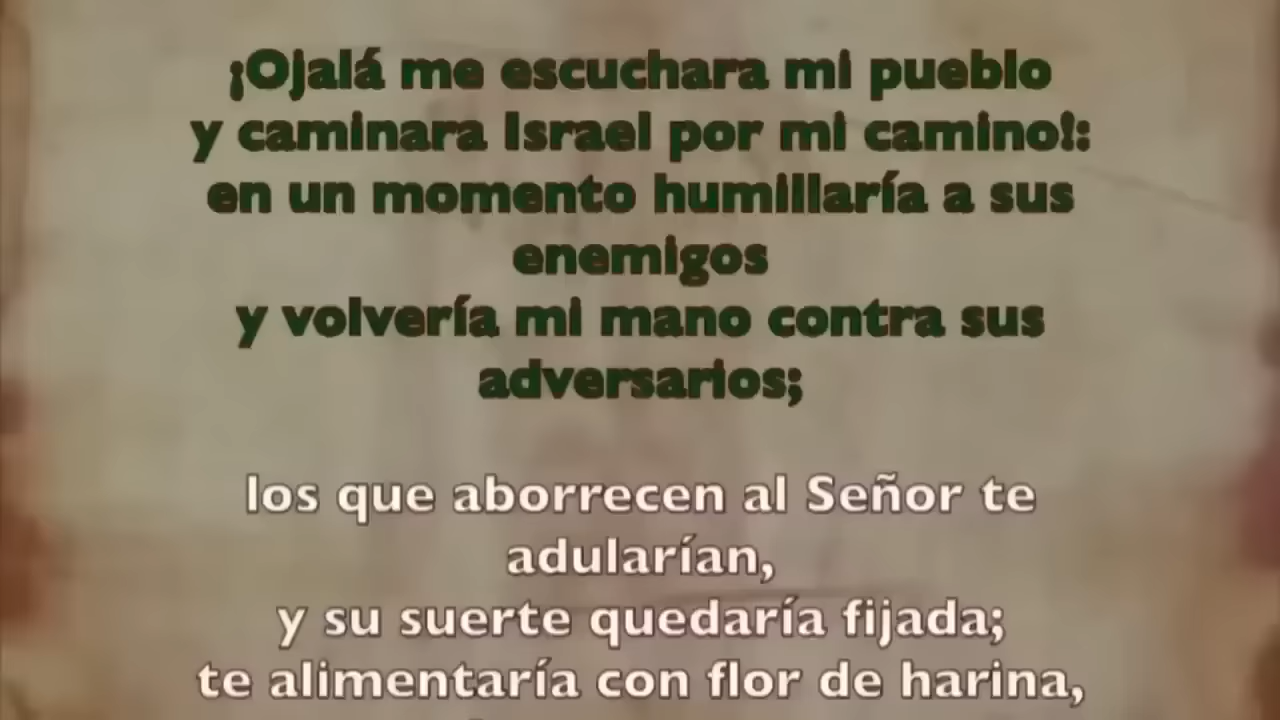 ¡Ojalá me escuchara mi pueblo
y caminara Israel por mi camino!:
en un momento humillaría a sus
enemigos
y volvería mi mano contra sus
adversarios;
los que aborrecen al Señor te
adularían,
y su suerte quedaría fijada;
te alimentaría con flor de harina,